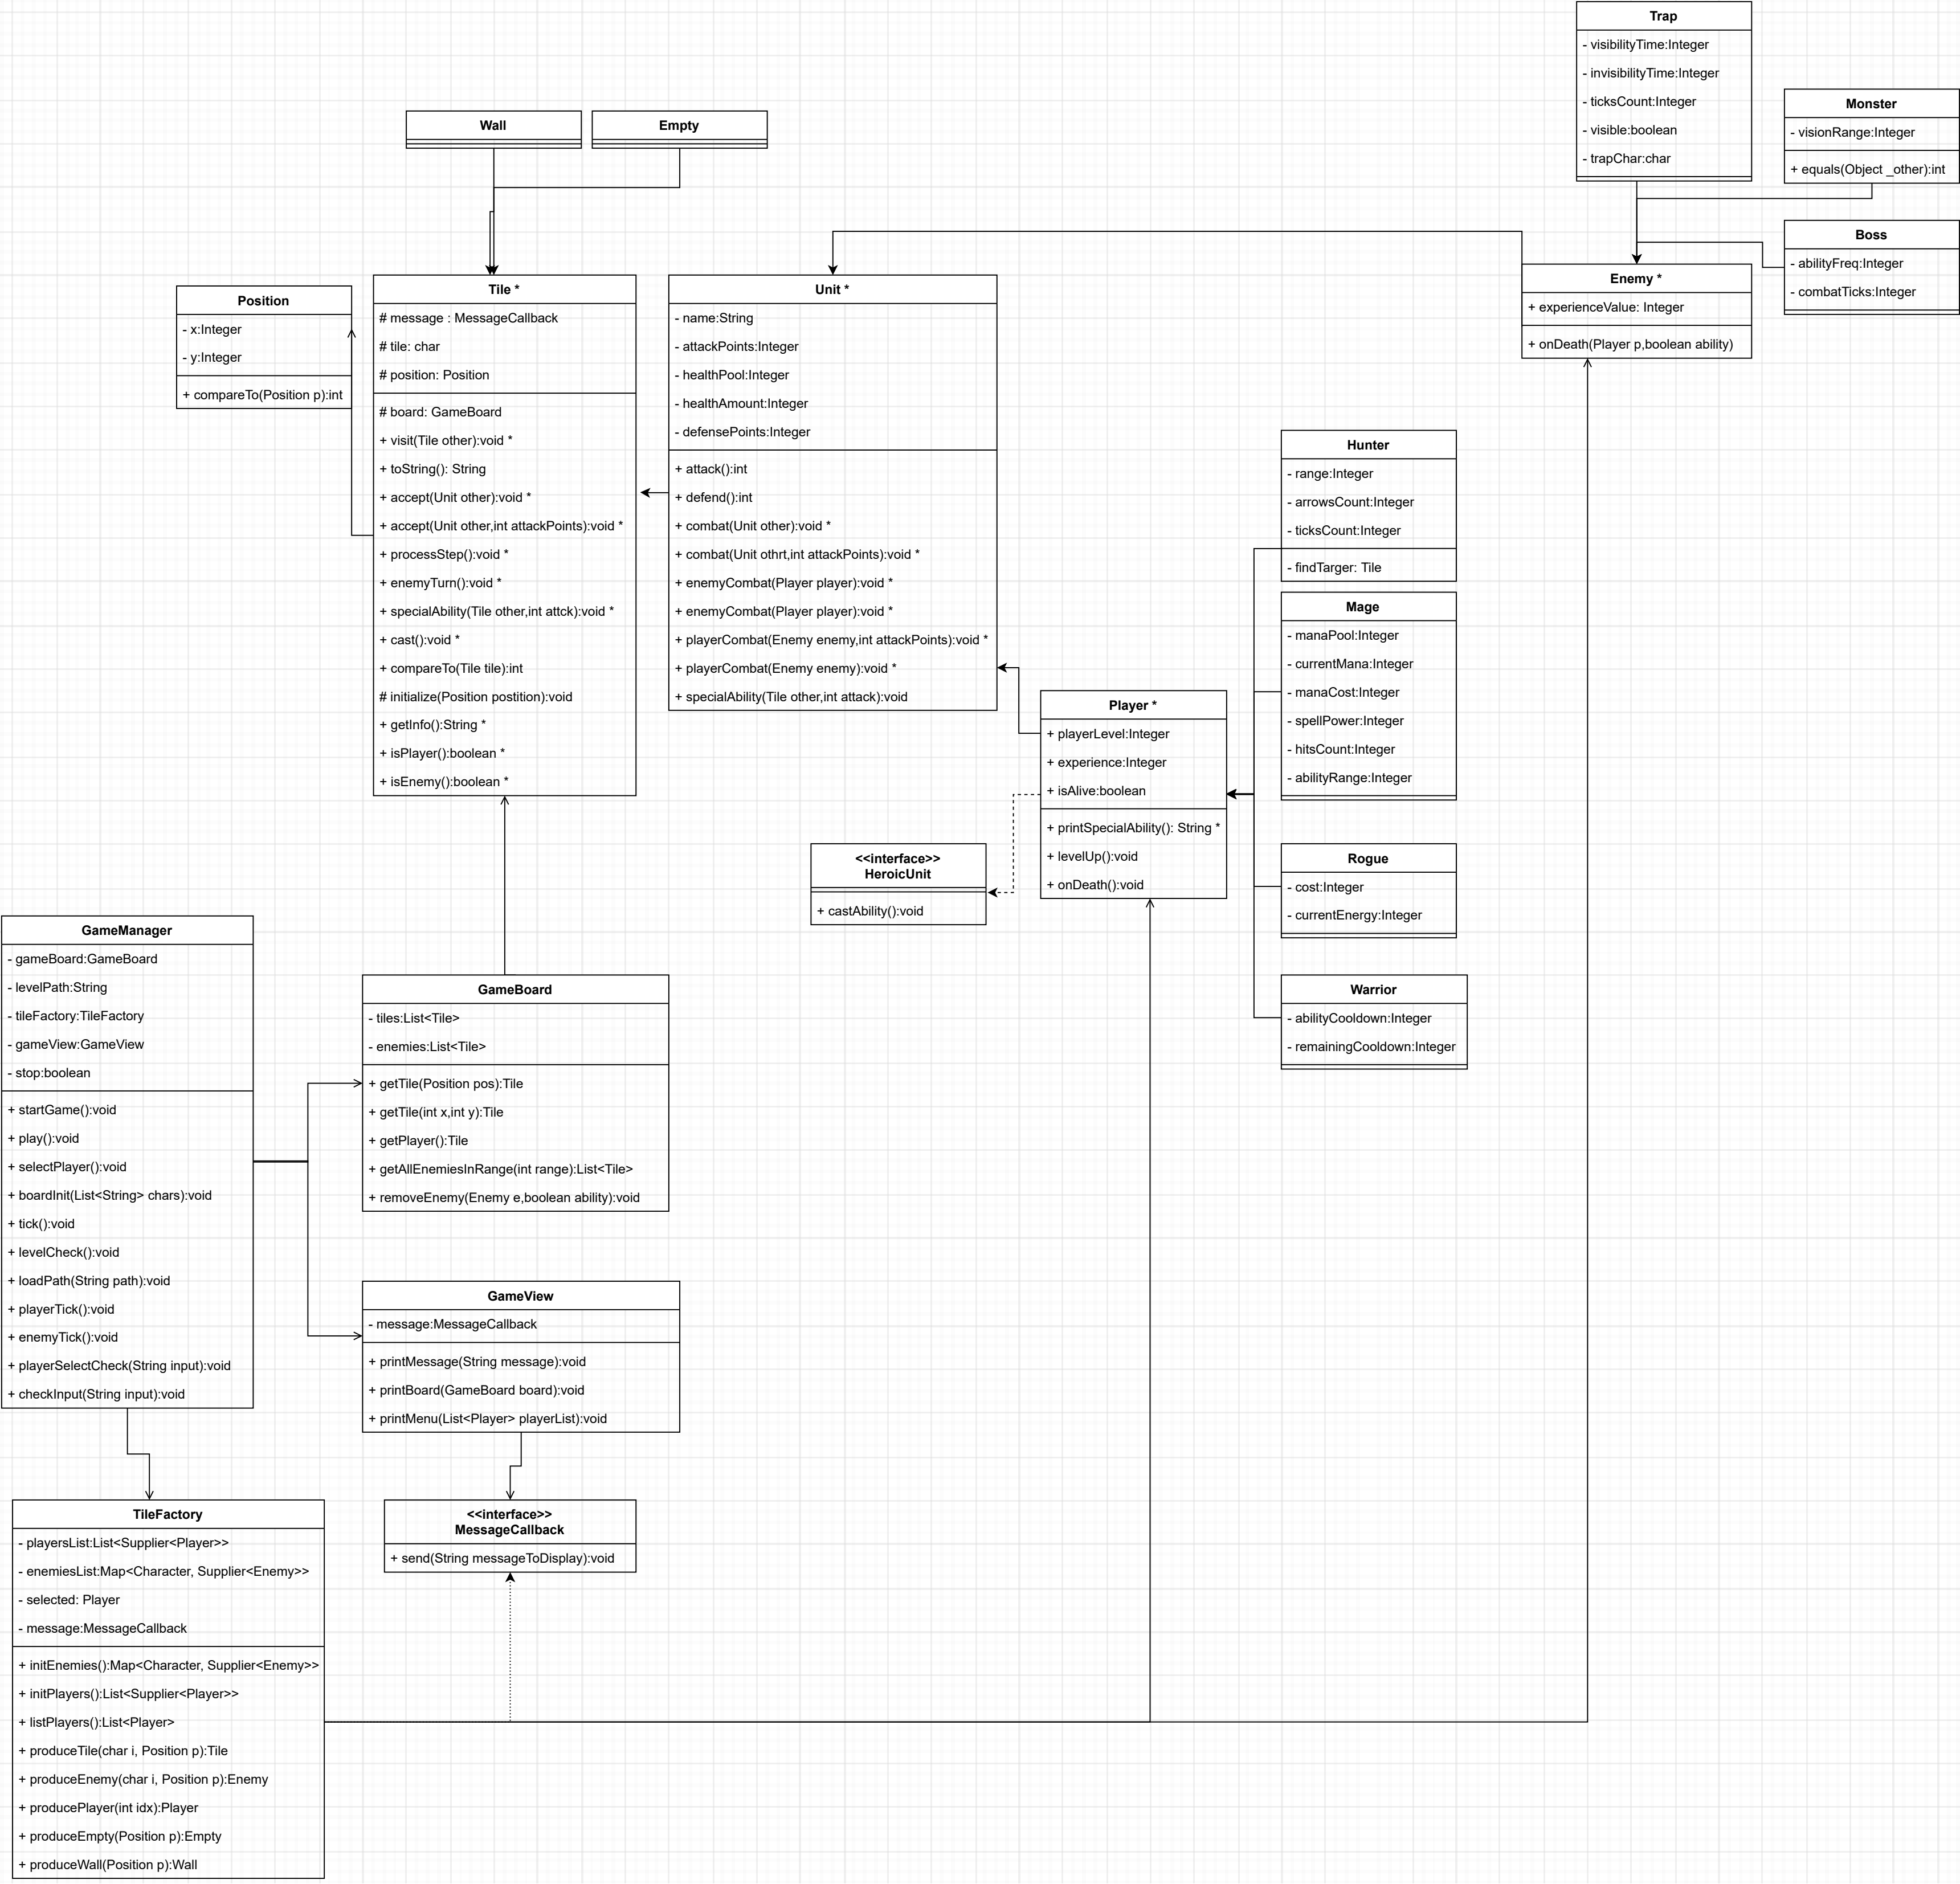 Trap
- visibilityTime:Integer
- invisibilityTime:Integer
- ticksCount:Integer
- visible:boolean
- trapChar:char
Monster
- visionRange:Integer
+ equals(Object _other):int
Wall
Empty
Boss
- abilityFreq:Integer
- combatTicks:Integer
Enemy *
+ experienceValue: Integer
+ onDeath(Player p,boolean ability)
Position
- x:Integer
- y:Integer
+ compareTo(Position p):int
Tile *
# message : MessageCallback
# tile: char
# position: Position
# board: GameBoard
+ visit(Tile other):void *
+ toString(): String
+ accept(Unit other):void *
+ accept(Unit other,int attackPoints):void *
+ processStep():void *
+ enemyTurn():void *
+ specialAbility(Tile other,int attck):void *
+ cast():void *
+ compareTo(Tile tile):int
# initialize(Position postition):void
+ getInfo():String *
+ isPlayer():boolean *
+ isEnemy():boolean *
Unit *
- name:String
- attackPoints:Integer
- healthPool:Integer
- healthAmount:Integer
- defensePoints:Integer
+ attack():int
+ defend():int
+ combat(Unit other):void *
+ combat(Unit othrt,int attackPoints):void *
+ enemyCombat(Player player):void *
+ enemyCombat(Player player):void *
+ playerCombat(Enemy enemy,int attackPoints):void *
+ playerCombat(Enemy enemy):void *
+ specialAbility(Tile other,int attack):void
Hunter
- range:Integer
- arrowsCount:Integer
- ticksCount:Integer
- findTarger: Tile
Mage
- manaPool:Integer
- currentMana:Integer
- manaCost:Integer
- spellPower:Integer
- hitsCount:Integer
- abilityRange:Integer
Player *
+ playerLevel:Integer
+ experience:Integer
+ isAlive:boolean
+ printSpecialAbility(): String *
+ levelUp():void
+ onDeath():void
<<interface>>
HeroicUnit
+ castAbility():void
Rogue
- cost:Integer
- currentEnergy:Integer
Warrior
- abilityCooldown:Integer
- remainingCooldown:Integer
GameManager
- gameBoard:GameBoard
- levelPath:String
- tileFactory:TileFactory
- gameView:GameView
- stop:boolean
+ startGame():void
+ play():void
+ selectPlayer():void
+ boardInit(List<String> chars):void
+ tick():void
+ levelCheck():void
+ loadPath(String path):void
+ playerTick():void
+ enemyTick():void
+ playerSelectCheck(String input):void
+ checkInput(String input):void
GameBoard
- tiles:List<Tile>
- enemies:List<Tile>
+ getTile(Position pos):Tile
+ getTile(int x,int y):Tile
+ getPlayer():Tile
+ getAllEnemiesInRange(int range):List<Tile>
+ removeEnemy(Enemy e,boolean ability):void
GameView
- message:MessageCallback
+ printMessage(String message):void
+ printBoard(GameBoard board):void
+ printMenu(List<Player> playerList):void
TileFactory
- playersList:List<Supplier<Player>>
- enemiesList:Map<Character, Supplier<Enemy>>
- selected: Player
- message:MessageCallback
+ initEnemies():Map<Character, Supplier<Enemy>>
+ initPlayers():List<Supplier<Player>>
+ listPlayers():List<Player>
+ produceTile(char i, Position p):Tile
+ produceEnemy(char i, Position p):Enemy
+ producePlayer(int idx):Player
+ produceEmpty(Position p):Empty
+ produceWall(Position p):Wall
<<interface>>
MessageCallback
+ send(String messageToDisplay):void